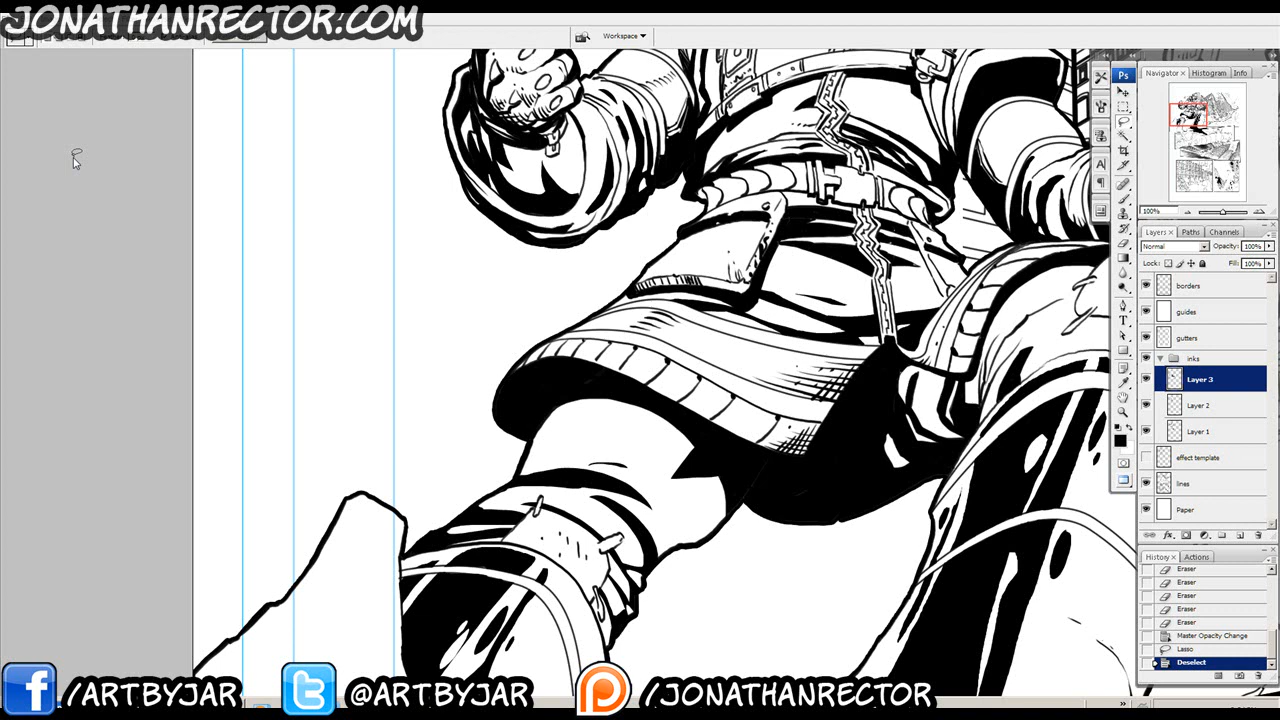 JONATHANRECTOR.COM
Workspace
Navigator × Histogram Info
100%
Layers × Paths Channels
Normal Opacity: 100%
Lock: Fill: 100%
borders
guides
gutters
inks
Layer 3
Layer 2
Layer 1
effect template
lines
Paper
History × Actions
Eraser
Eraser
Eraser
Eraser
Eraser
Master Opacity Change
Lasso
Deselect
Ps
A
T
f /ARTBYJAR @ARTBYJAR /JONATHANRECTOR